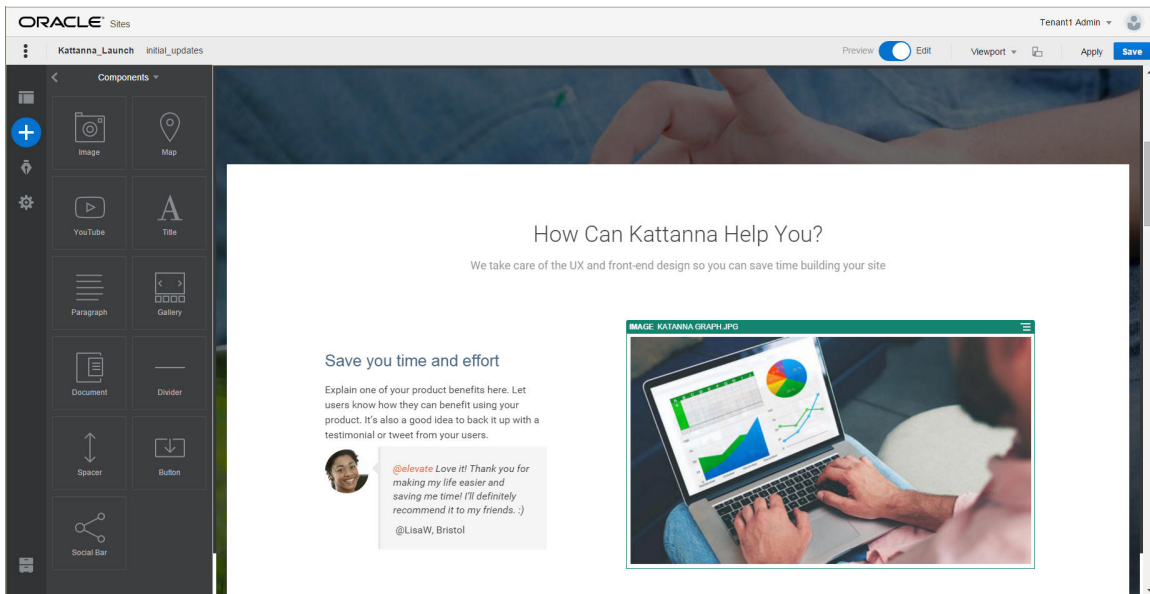 ORACLE® Sites
Tenant1 Admin
Kattanna_Launch initial_updates
Preview Edit Viewport Apply Save
Components
Image Map
YouTube Title
Paragraph Gallery
Document Divider
Spacer Button
Social Bar
How Can Kattanna Help You?
We take care of the UX and front-end design so you can save time building your site
IMAGE KATANNA GRAPH.JPG
Save you time and effort
Explain one of your product benefits here. Let
users know how they can benefit using your
product. It's also a good idea to back it up with a
testimonial or tweet from your users.
@elevate Love it! Thank you for
making my life easier and
saving me time! I'll definitely
recommend it to my friends. :)
@LisaW, Bristol